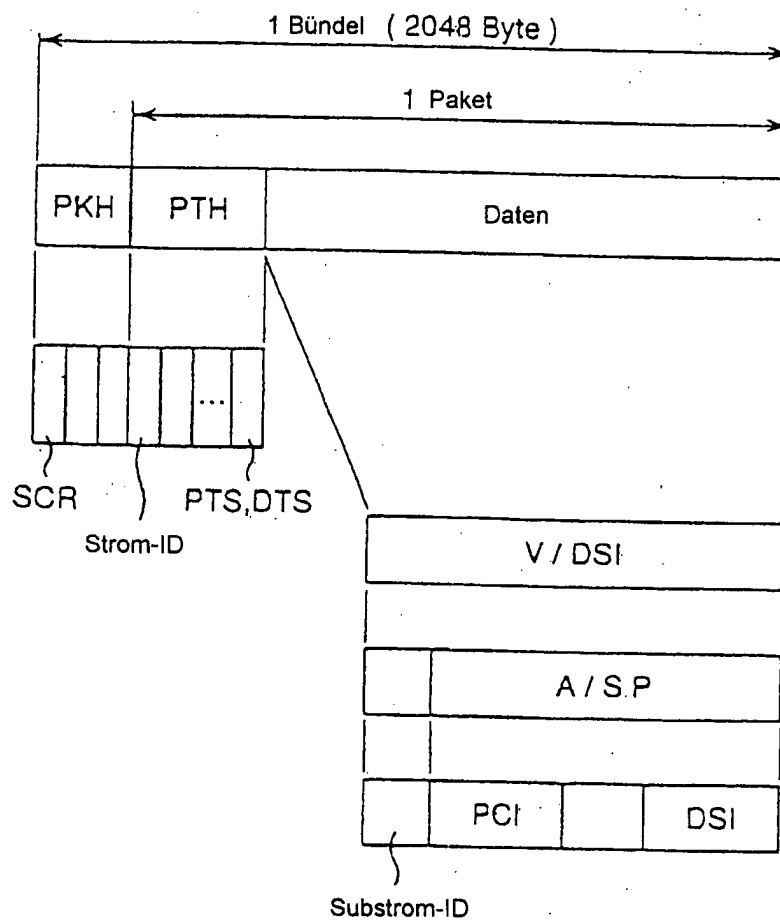 1 Bündel ( 2048 Byte )
1 Paket
PKH PTH Daten
...
SCR PTS,DTS
Strom-ID
V / DSI
A / S.P
PCI DSI
Substrom-ID